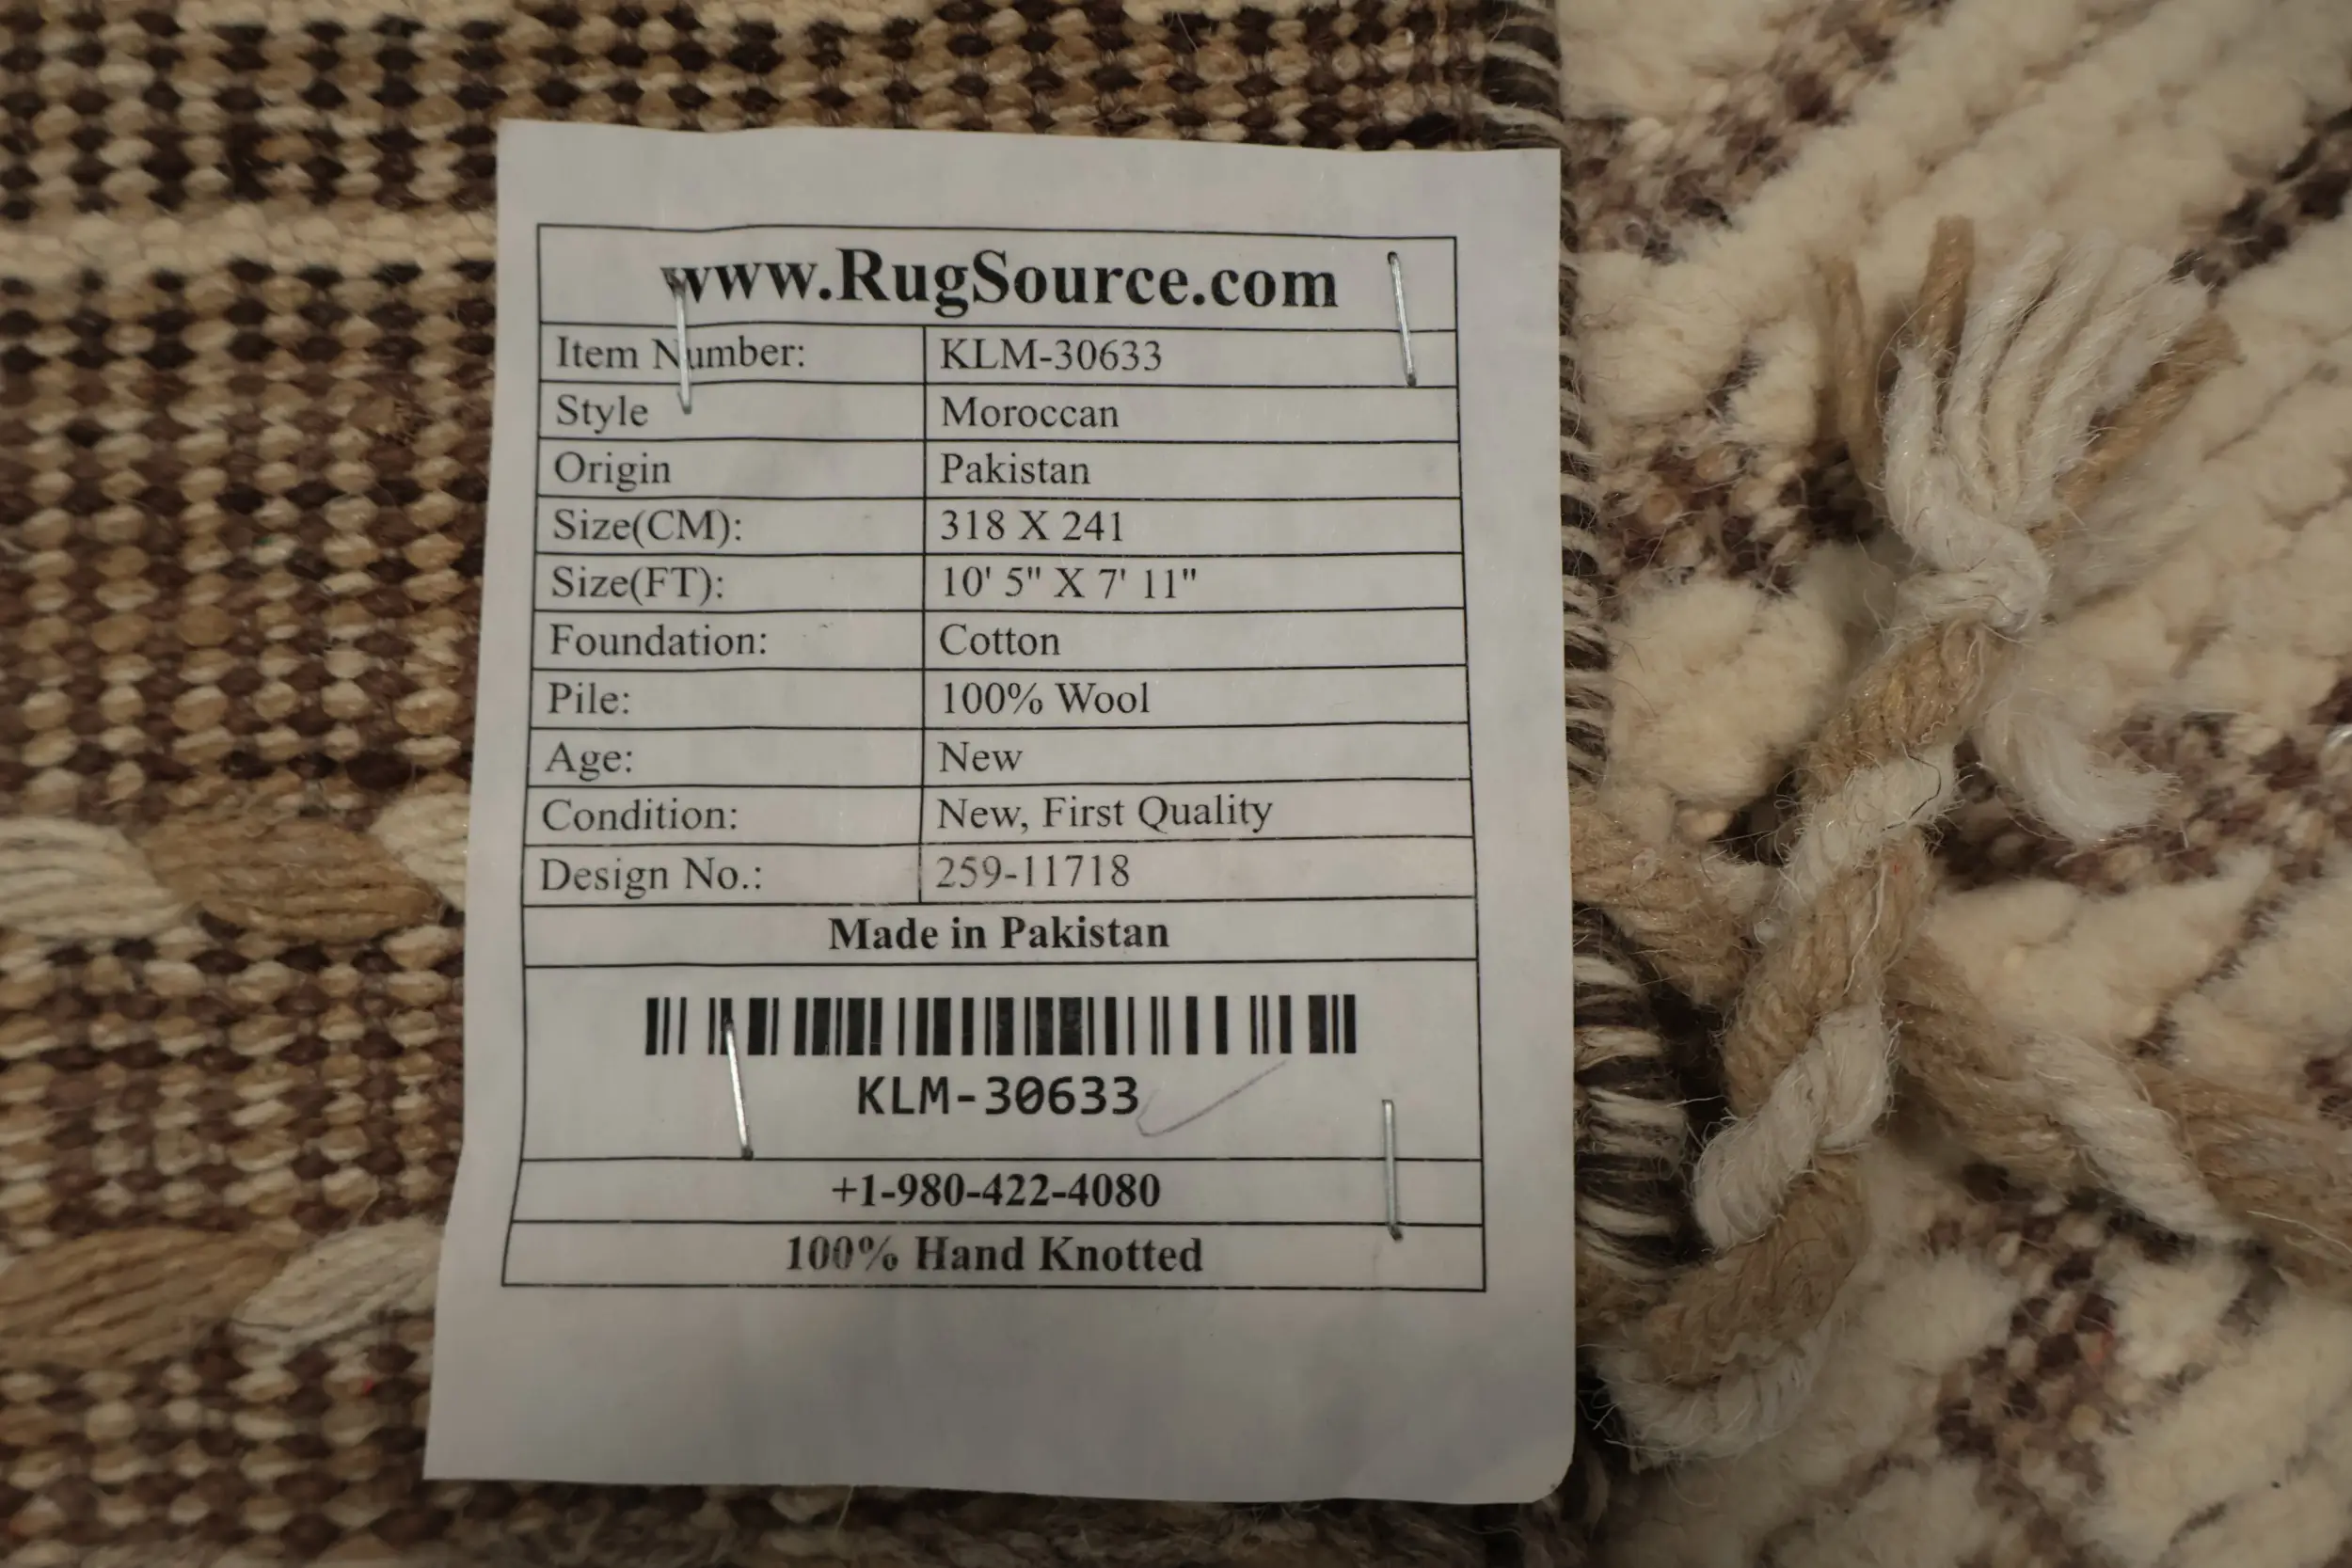 www.RugSource.com
Item Number: KLM-30633
Style Moroccan
Origin Pakistan
Size(CM): 318 X 241
Size(FT): 10' 5" X 7' 11"
Foundation: Cotton
Pile: 100% Wool
Age: New
Condition: New, First Quality
Design No.: 259-11718
Made in Pakistan
KLM-30633
+1-980-422-4080
100% Hand Knotted